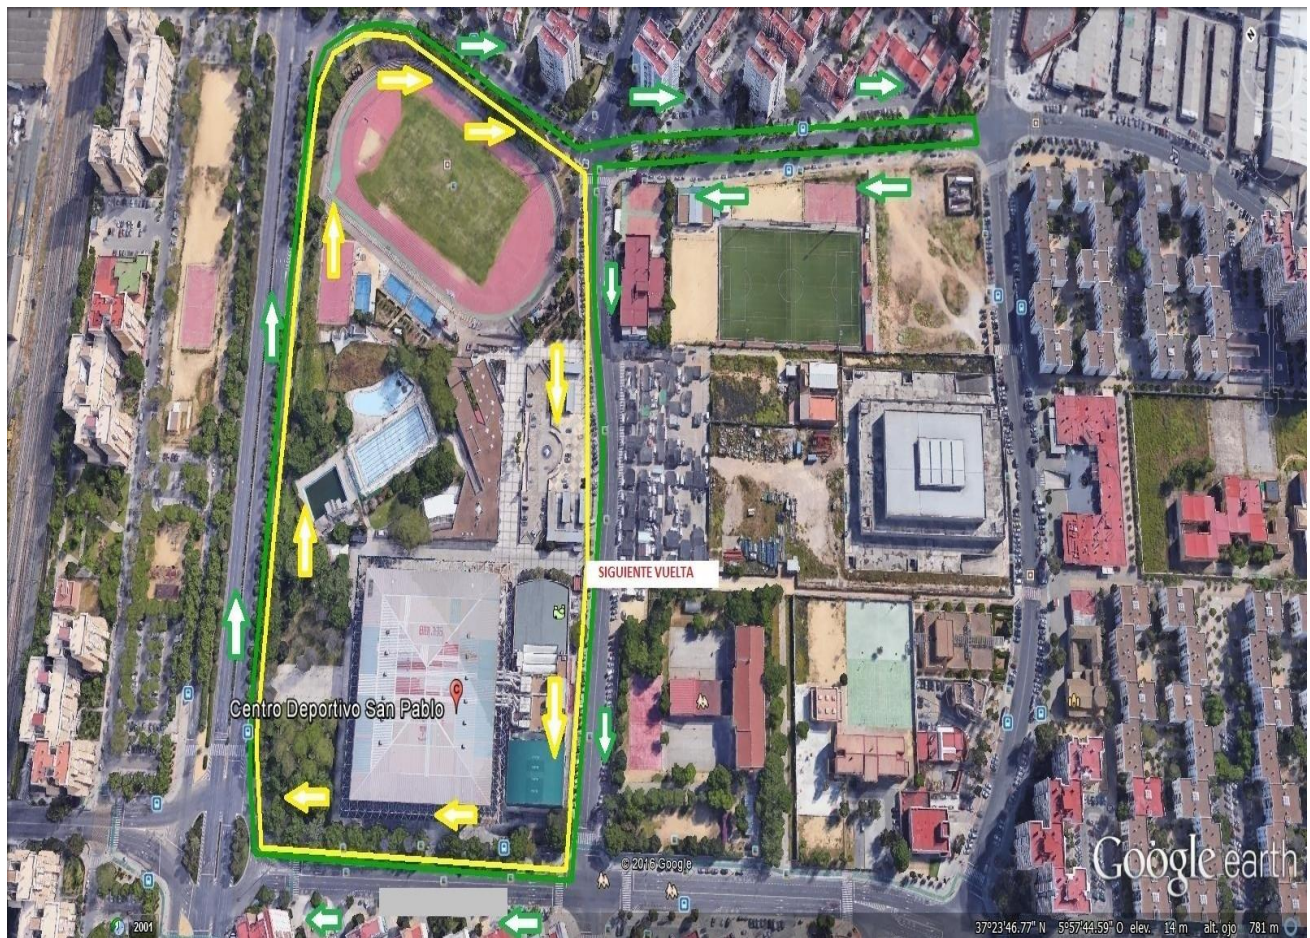 SIGUIENTE VUELTA
Centro Deportivo San Pablo
C
© 2016 Google
Google earth
2001
37°23'46.77" N 5°57'44.59" O elev. 14 m alt. ojo 781 m